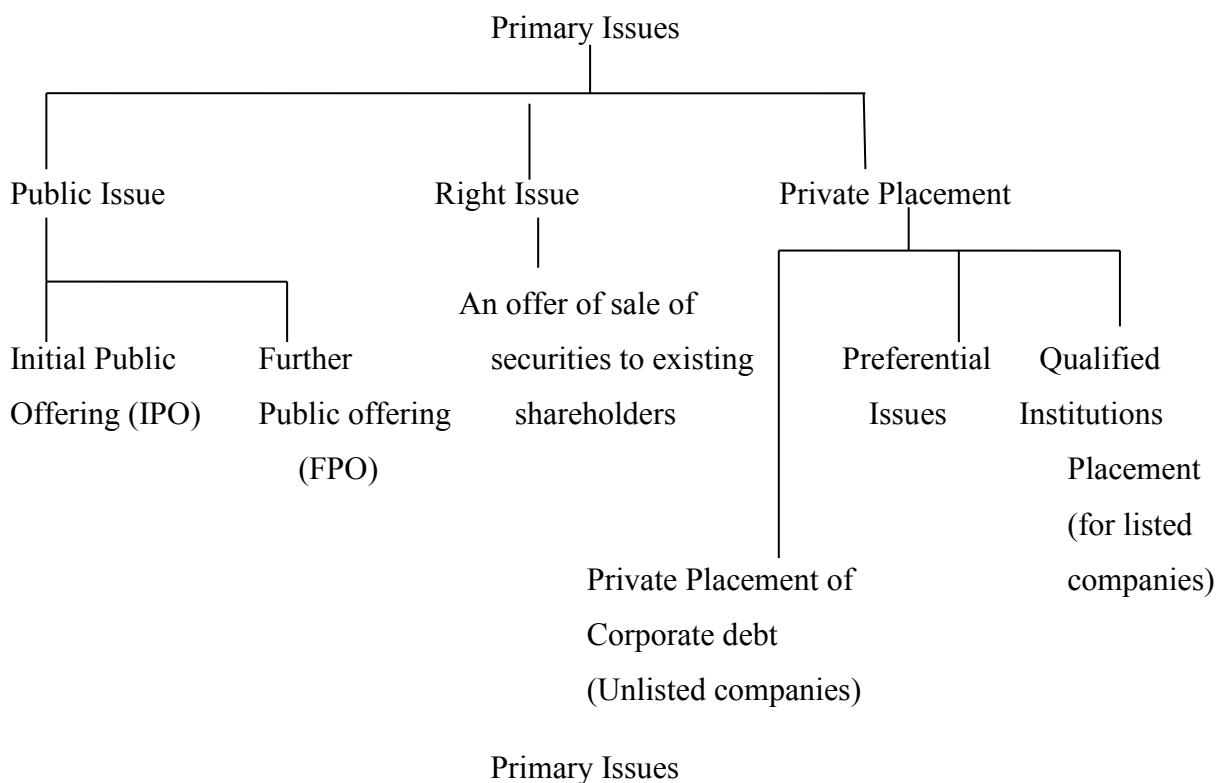 Primary Issues
Public Issue
Right Issue
Private Placement
Initial Public
Offering (IPO)
Further
Public offering
(FPO)
An offer of sale of
securities to existing
shareholders
Private Placement of
Corporate debt
(Unlisted companies)
Preferential
Issues
Qualified
Institutions
Placement
(for listed
companies)
Primary Issues